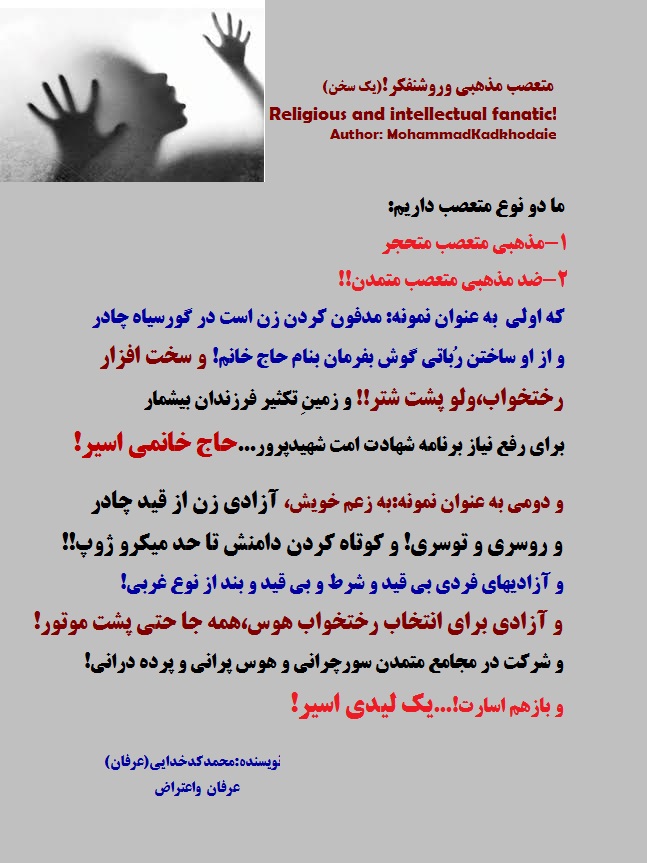 متعصب مذهبی وروشنفکر!(یک سخن)
Religious and intellectual fanatic!
Author: MohammadKadkhodaie
ما دو نوع متعصب داریم:
۱-مذهبی متعصب متحجر
۲-ضد مذهبی متعصب متمدن!!
که اولی به عنوان نمونه: مدفون کردن زن است در گورسیاه چادر
و از او ساختن رُباتی گوش بفرمان بنام حاج خانم! و سخت افزار
رختخواب،ولو پشت شتر!! و زمینِ تکثیر فرزندان بیشمار
برای رفع نیاز برنامه شهادت امت شهیدپرور...حاج خانمی اسیر!
و دومی به عنوان نمونه:به زعم خویش، آزادی زن از قید چادر
و روسری و توسری! و کوتاه کردن دامنش تا حد میکرو ژوپ!!
و آزادیهای فردی بی قید و شرط و بی قید و بند از نوع غربی!
و آزادی برای انتخاب رختخواب هوس،همه جا حتی پشت موتور!
و شرکت در مجامع متمدن سورچرانی و هوس پرانی و پرده درانی!
و بازهم اسارت!...یک لیدی اسیر!
نویسنده:محمدکدخدایی(عرفان)
عرفان واعتراض